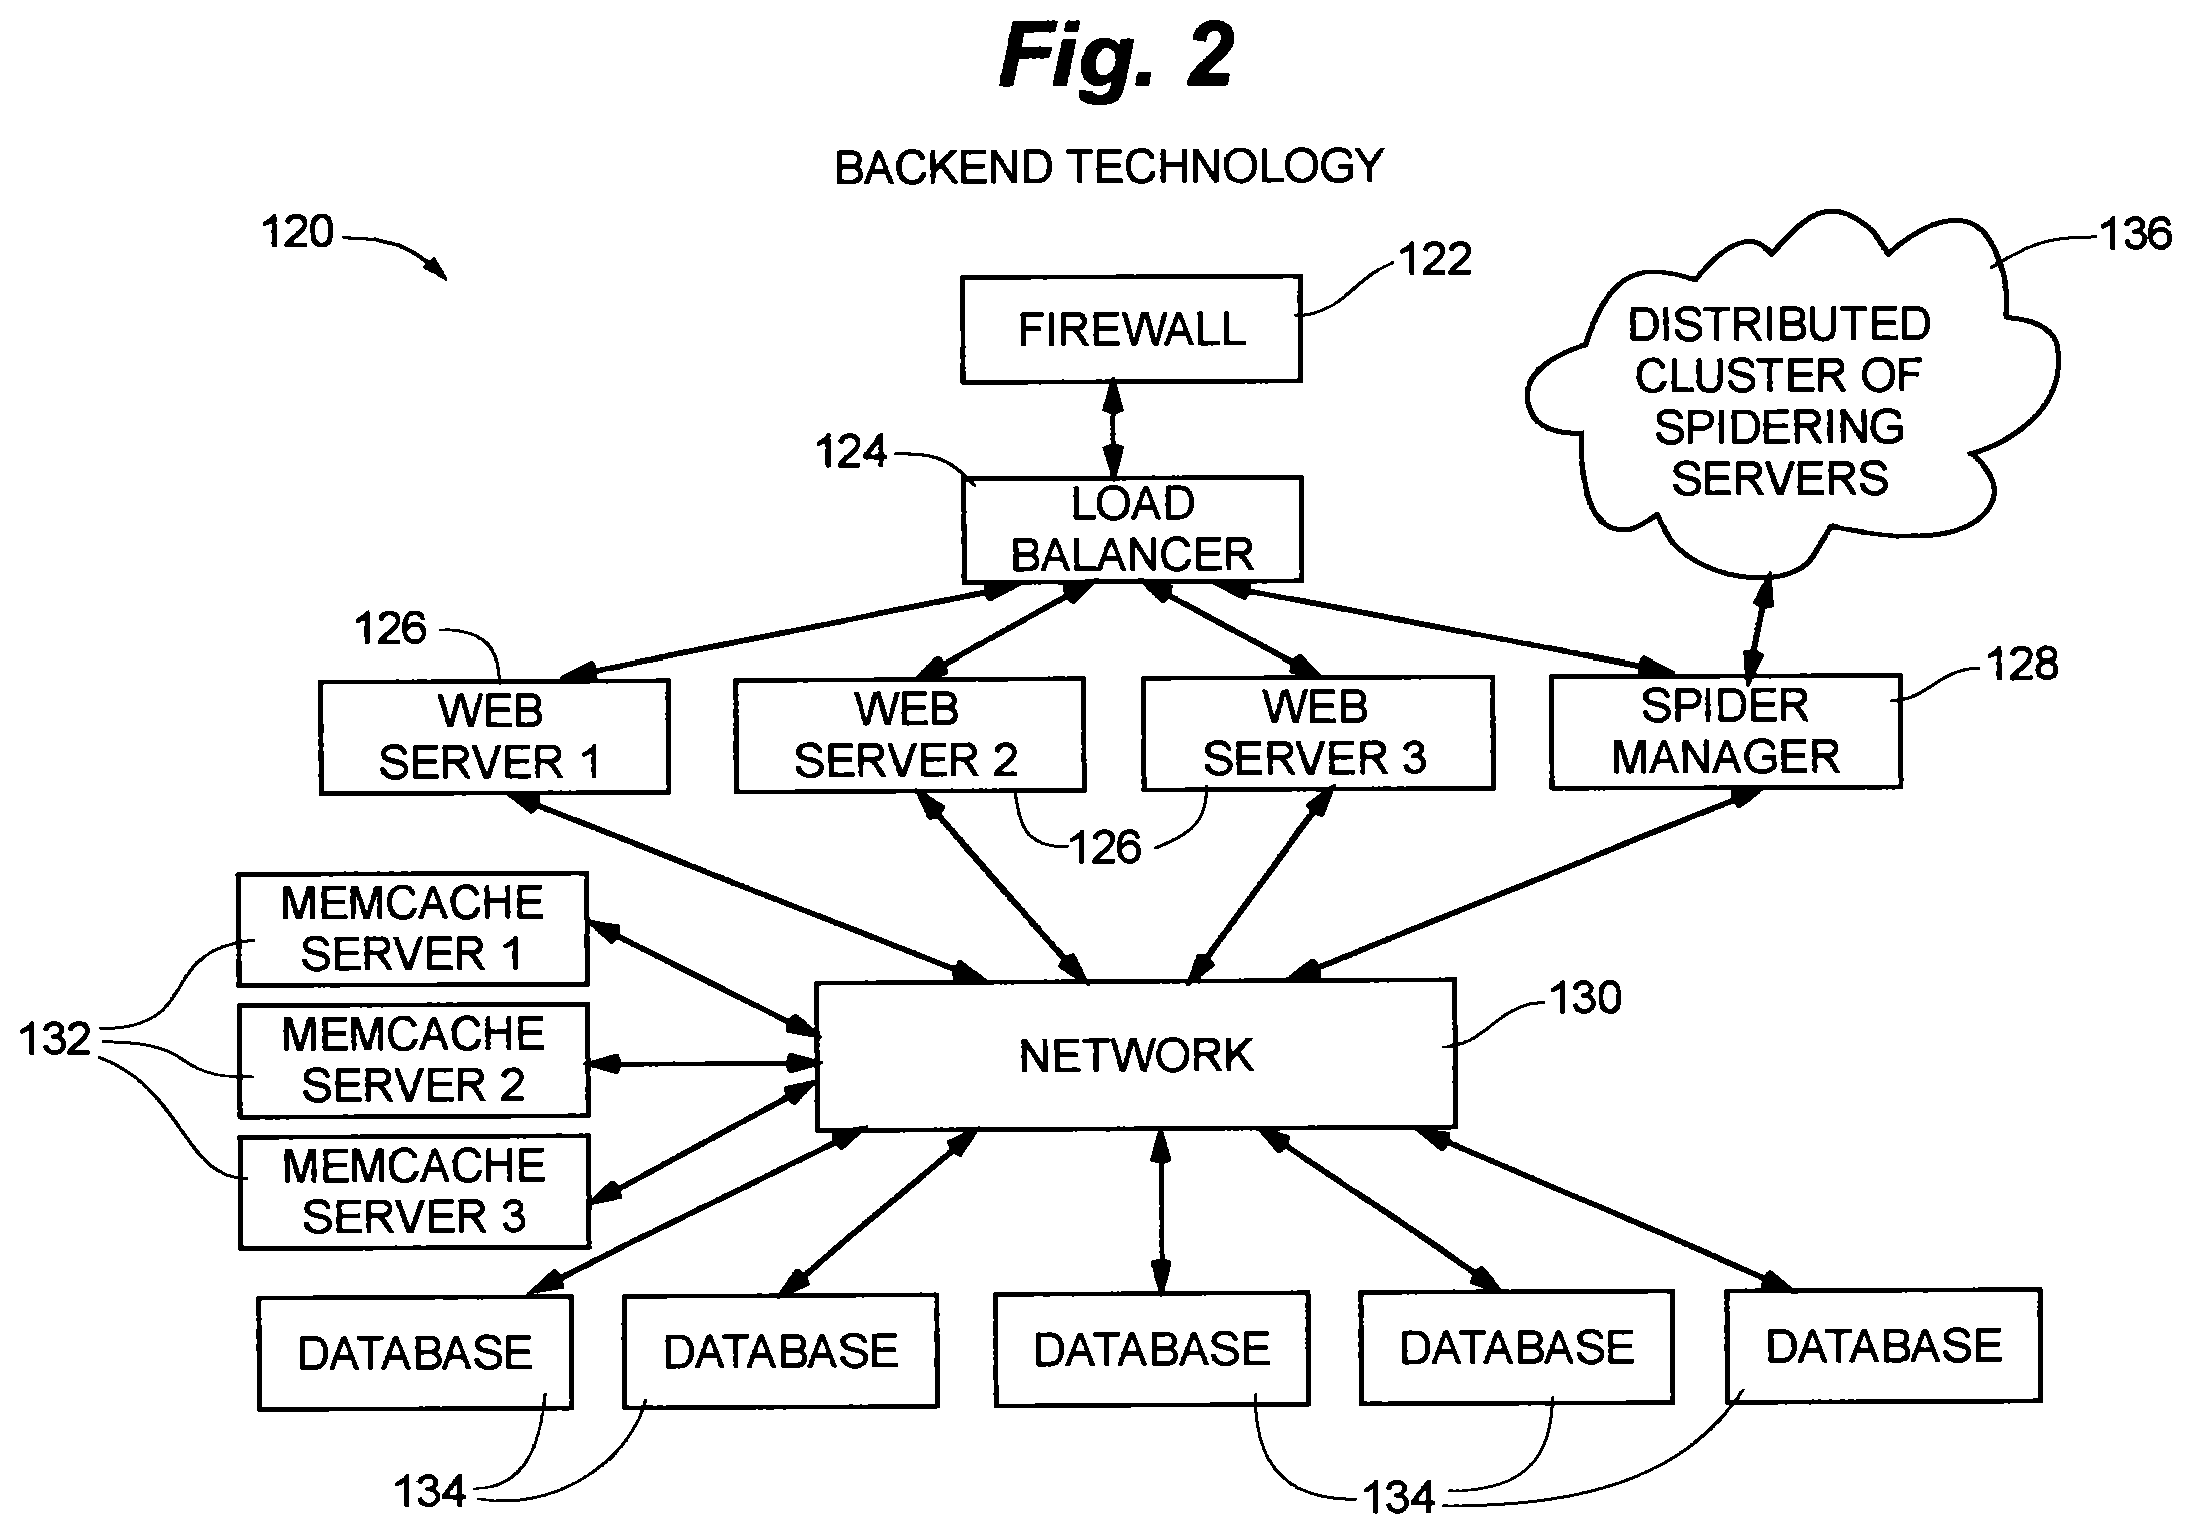 Fig. 2
BACKEND TECHNOLOGY
120
122
136
FIREWALL
DISTRIBUTED
CLUSTER OF
SPIDERING
SERVERS
124
LOAD
BALANCER
126
128
WEB
SERVER 1
WEB
SERVER 2
WEB
SERVER 3
SPIDER
MANAGER
126
MEMCACHE
SERVER 1
132
MEMCACHE
SERVER 2
MEMCACHE
SERVER 3
130
NETWORK
DATABASE
DATABASE
DATABASE
DATABASE
DATABASE
134
134